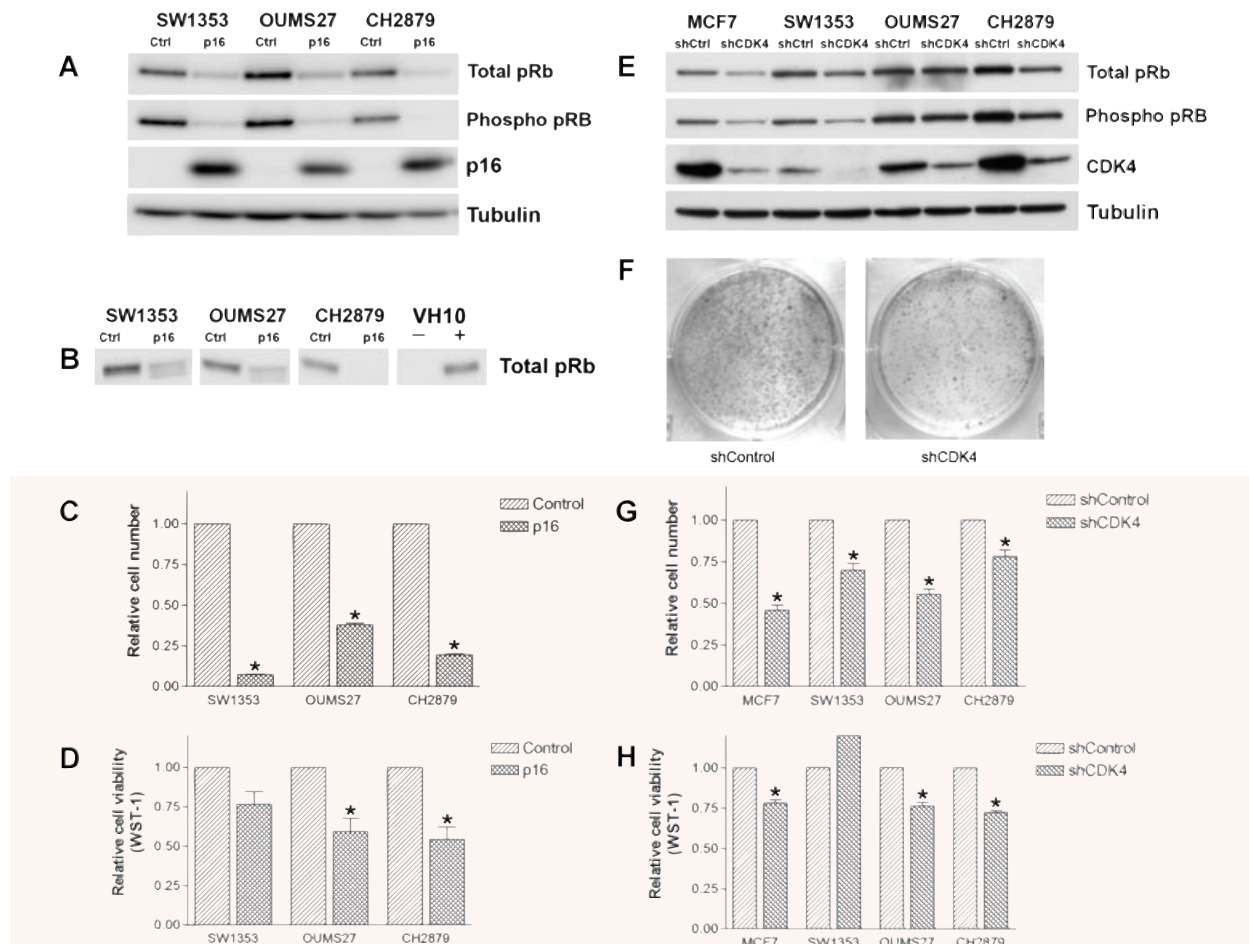 A
SW1353 OUMS27 CH2879
Ctrl p16 Ctrl p16 Ctrl p16
Total pRb
Phospho pRB
p16
Tubulin
B
SW1353 OUMS27 CH2879 VH10
Ctrl p16 Ctrl p16 Ctrl p16 – +
Total pRb
C
Relative cell number
1.00
0.75
0.50
0.25
0.00
* * *
SW1353 OUMS27 CH2879
Control
p16
D
Relative cell viability
(WST-1)
1.00
0.75
0.50
0.25
0.00
* *
SW1353 OUMS27 CH2879
Control
p16
E
MCF7 SW1353 OUMS27 CH2879
shCtrl shCDK4 shCtrl shCDK4 shCtrl shCDK4 shCtrl shCDK4
Total pRb
Phospho pRB
CDK4
Tubulin
F
shControl shCDK4
G
Relative cell number
1.00
0.75
0.50
0.25
0.00
* * * *
MCF7 SW1353 OUMS27 CH2879
shControl
shCDK4
H
Relative cell viability
(WST-1)
1.00
0.75
0.50
0.25
0.00
* * *
MCF7 SW1353 OUMS27 CH2879
shControl
shCDK4